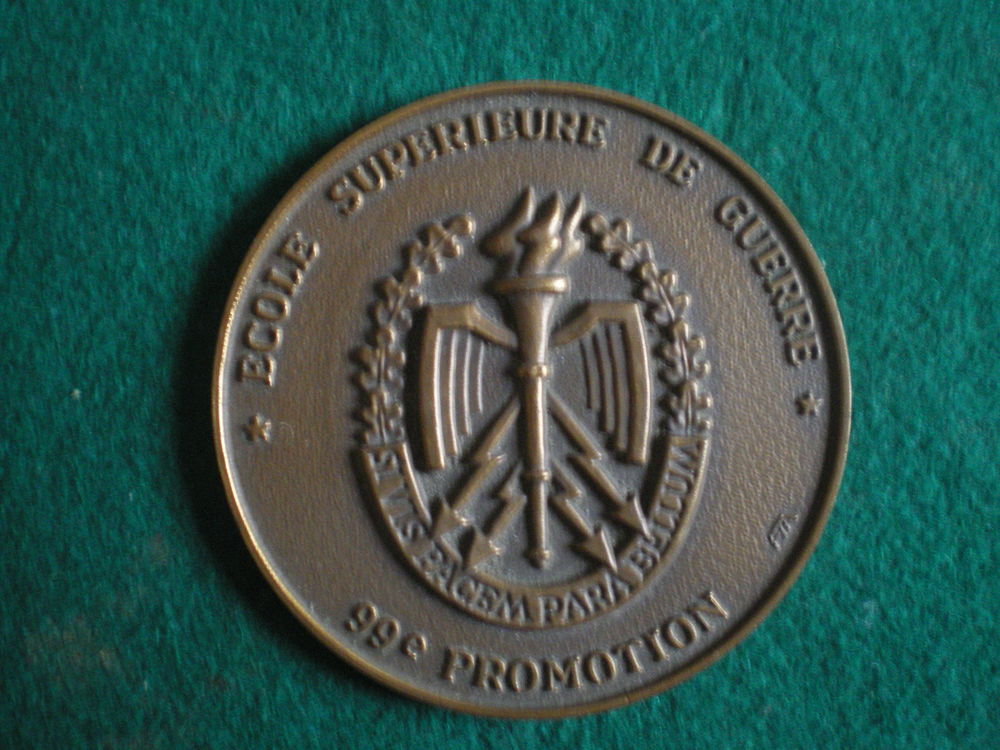 ★ ECOLE SUPERIEURE DE GUERRE ★
SI VIS PACEM PARA BELLUM
99e PROMOTION